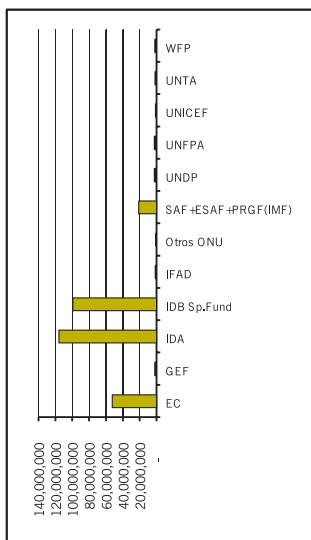 WFP
UNTA
UNICEF
UNFPA
UNDP
SAF+ESAF+PRGF(IMF)
Otros ONU
IFAD
IDB Sp.Fund
IDA
GEF
EC
140,000,000
120,000,000
100,000,000
80,000,000
60,000,000
40,000,000
20,000,000
-